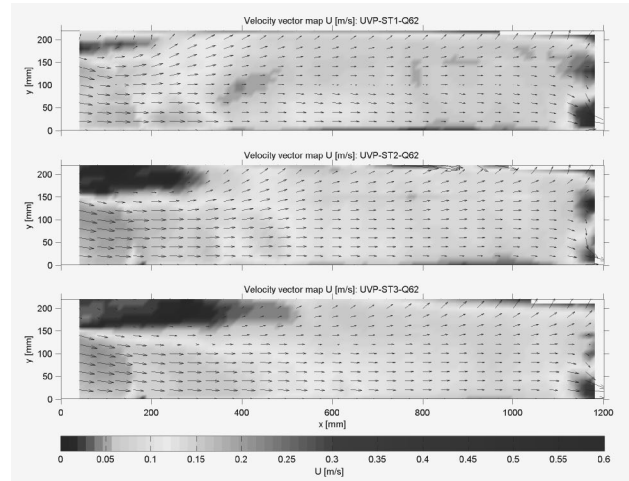 Velocity vector map U [m/s]: UVP-ST1-Q62
200
150
100
50
0
y [mm]
Velocity vector map U [m/s]: UVP-ST2-Q62
200
150
100
50
0
y [mm]
Velocity vector map U [m/s]: UVP-ST3-Q62
200
150
100
50
0
y [mm]
0 200 400 600 800 1000 1200
x [mm]
0 0.05 0.1 0.15 0.2 0.25 0.3 0.35 0.4 0.45 0.5 0.55 0.6
U [m/s]